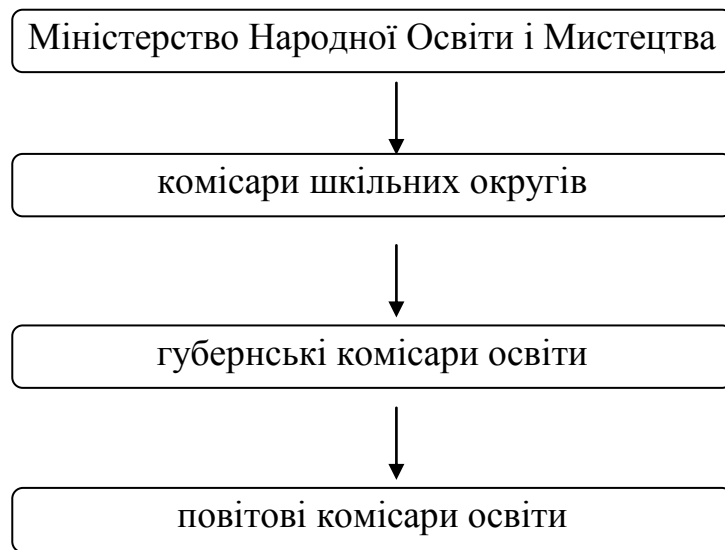 Міністерство Народної Освіти і Мистецтва
комісари шкільних округів
губернські комісари освіти
повітові комісари освіти